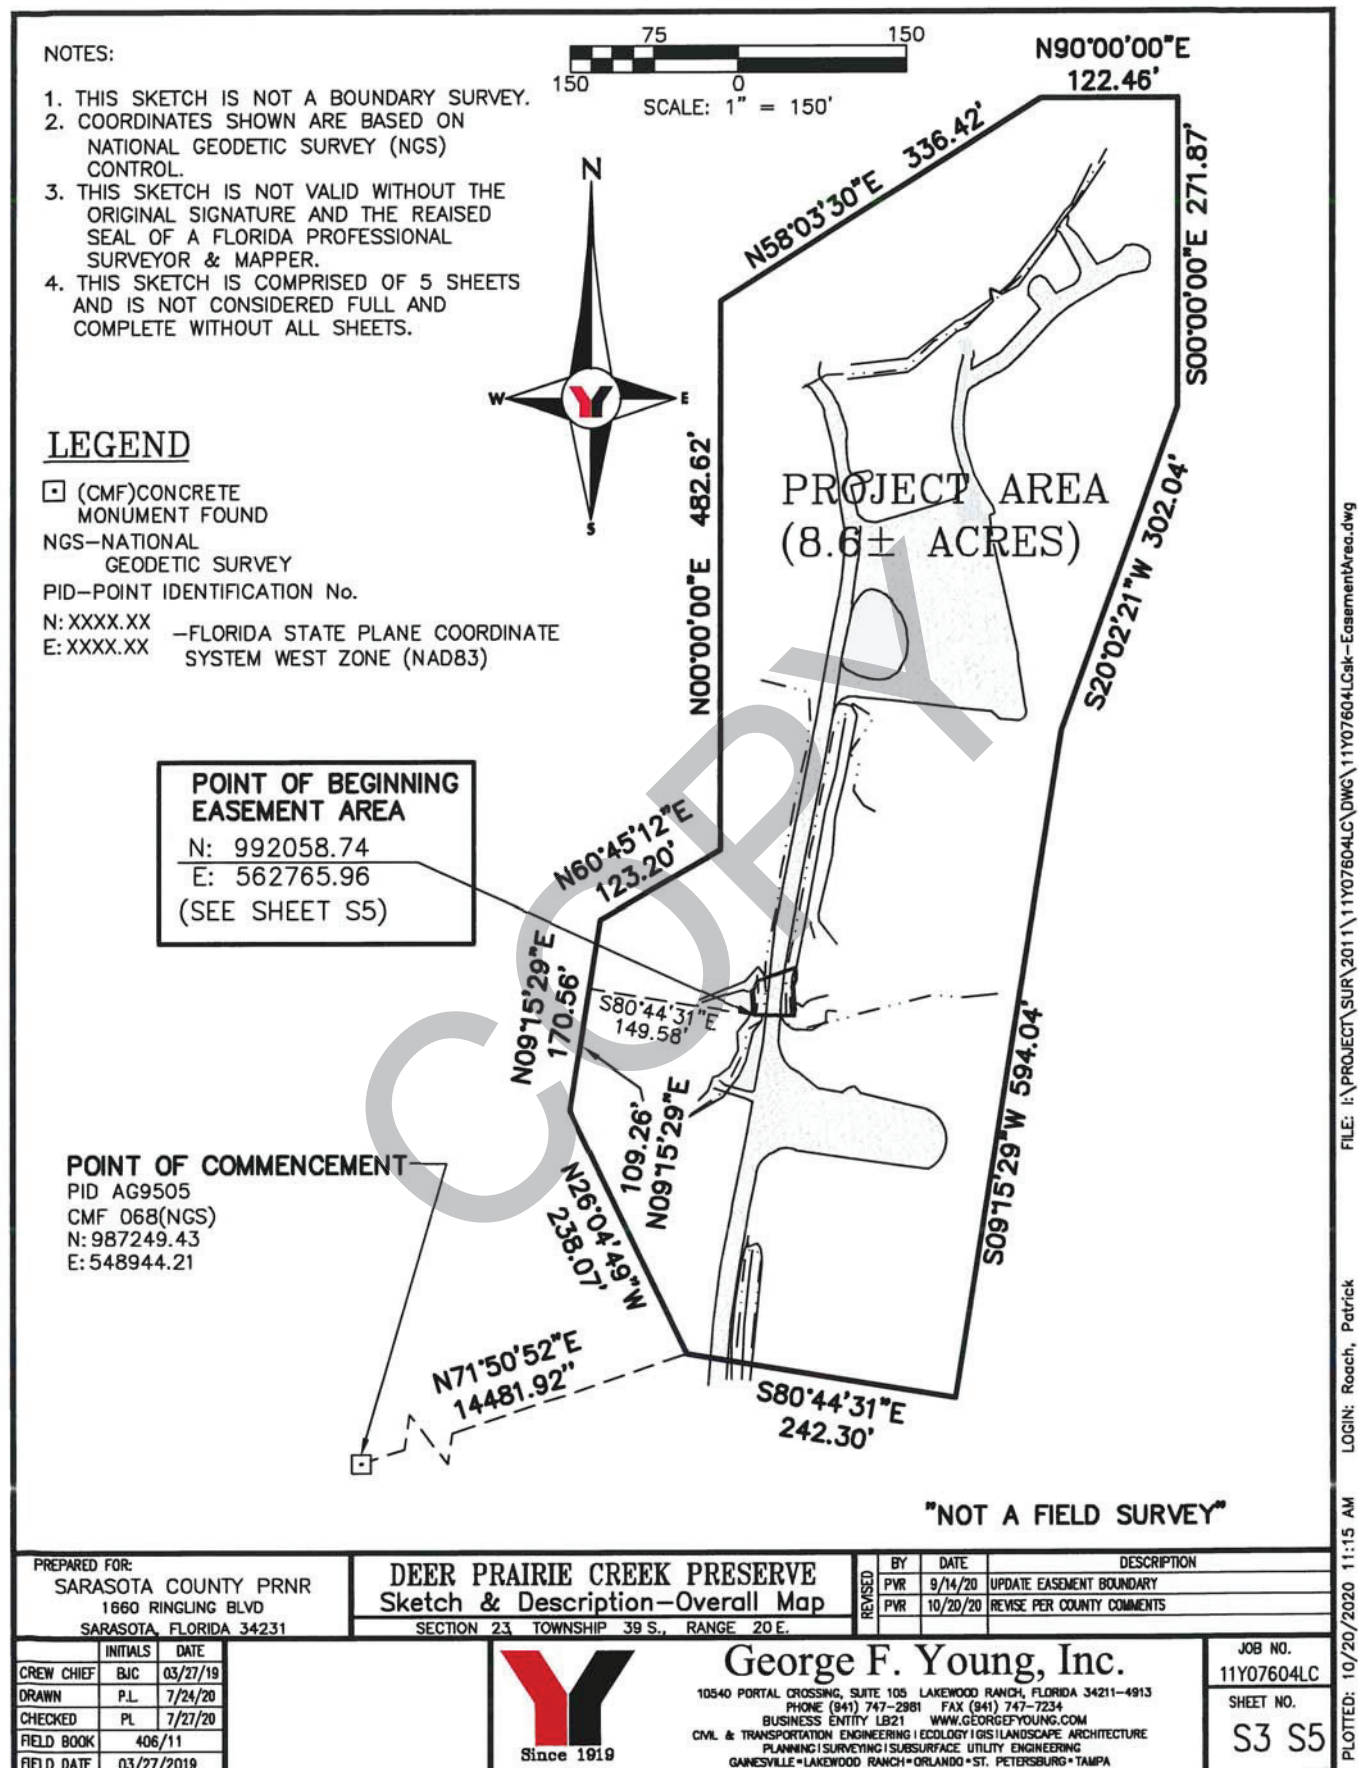 NOTES:
1. THIS SKETCH IS NOT A BOUNDARY SURVEY.
2. COORDINATES SHOWN ARE BASED ON
NATIONAL GEODETIC SURVEY (NGS)
CONTROL.
3. THIS SKETCH IS NOT VALID WITHOUT THE
ORIGINAL SIGNATURE AND THE REAISED
SEAL OF A FLORIDA PROFESSIONAL
SURVEYOR & MAPPER.
4. THIS SKETCH IS COMPRISED OF 5 SHEETS
AND IS NOT CONSIDERED FULL AND
COMPLETE WITHOUT ALL SHEETS.
75 150
150 0
SCALE: 1" = 150'
N
W E
S
N90°00'00"E
122.46'
N58°03'30"E 336.42'
S00°00'00"E 271.87'
N00°00'00"E 482.62'
S20°02'21"W 302.04'
PROJECT AREA
(8.6± ACRES)
LEGEND
(CMF)CONCRETE
MONUMENT FOUND
NGS-NATIONAL
GEODETIC SURVEY
PID-POINT IDENTIFICATION No.
N: XXXX.XX
E: XXXX.XX
-FLORIDA STATE PLANE COORDINATE
SYSTEM WEST ZONE (NAD83)
POINT OF BEGINNING
EASEMENT AREA
N: 992058.74
E: 562765.96
(SEE SHEET S5)
N60°45'12"E
123.20'
N09°15'29"E
170.56'
S80°44'31"E
149.58'
109.26'
N09°15'29"E
S09°15'29"W 594.04'
N26°04'49"W
238.07'
POINT OF COMMENCEMENT
PID AG9505
CMF 068(NGS)
N: 987249.43
E: 548944.21
N71°50'52"E
14481.92"
S80°44'31"E
242.30'
COPY
"NOT A FIELD SURVEY"
PREPARED FOR:
SARASOTA COUNTY PRNR
1660 RINGLING BLVD
SARASOTA, FLORIDA 34231
DEER PRAIRIE CREEK PRESERVE
Sketch & Description-Overall Map
SECTION 23, TOWNSHIP 39 S., RANGE 20 E.
REVISED
BY DATE DESCRIPTION
PVR 9/14/20 UPDATE EASEMENT BOUNDARY
PVR 10/20/20 REVISE PER COUNTY COMMENTS
INITIALS DATE
CREW CHIEF BJC 03/27/19
DRAWN P.L. 7/24/20
CHECKED PL 7/27/20
FIELD BOOK 406/11
FIELD DATE 03/27/2019
Since 1919
George F. Young, Inc.
10540 PORTAL CROSSING, SUITE 105 LAKEWOOD RANCH, FLORIDA 34211-4913
PHONE (941) 747-2981 FAX (941) 747-7234
BUSINESS ENTITY LB21 WWW.GEORGEFYOUNG.COM
CIVIL & TRANSPORTATION ENGINEERING | ECOLOGY | GIS | LANDSCAPE ARCHITECTURE
PLANNING | SURVEYING | SUBSURFACE UTILITY ENGINEERING
GAINESVILLE•LAKEWOOD RANCH•ORLANDO•ST. PETERSBURG•TAMPA
JOB NO.
11Y07604LC
SHEET NO.
S3 S5
PLOTTED: 10/20/2020 11:15 AM LOGIN: Roach, Patrick FILE: I:\PROJECT\SUR\2011\11Y07604LC\DWG\11Y07604LCsk-EasementArea.dwg